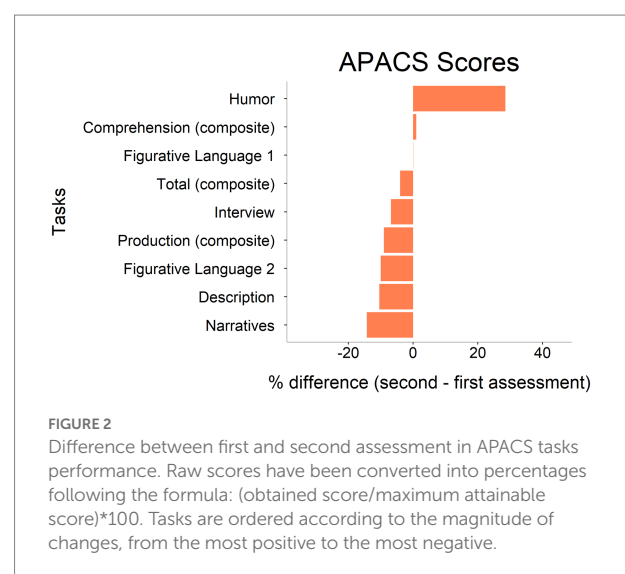 APACS Scores
Humor
Comprehension (composite)
Figurative Language 1
Total (composite)
Interview
Production (composite)
Figurative Language 2
Description
Narratives
Tasks
-20 0 20 40
% difference (second - first assessment)
FIGURE 2
Difference between first and second assessment in APACS tasks
performance. Raw scores have been converted into percentages
following the formula: (obtained score/maximum attainable
score)*100. Tasks are ordered according to the magnitude of
changes, from the most positive to the most negative.